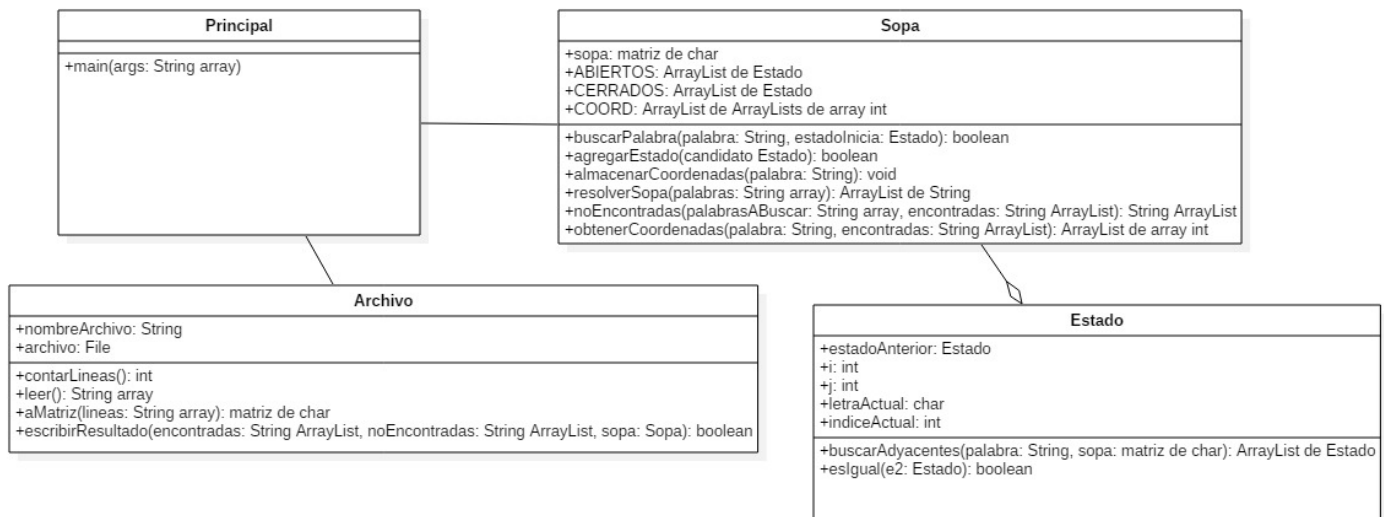 Principal
+main(args: String array)
Sopa
+sopa: matriz de char
+ABIERTOS: ArrayList de Estado
+CERRADOS: ArrayList de Estado
+COORD: ArrayList de ArrayLists de array int
+buscarPalabra(palabra: String, estadoInicia: Estado): boolean
+agregarEstado(candidato Estado): boolean
+almacenarCoordenadas(palabra: String): void
+resolverSopa(palabras: String array): ArrayList de String
+noEncontradas(palabrasABuscar: String array, encontradas: String ArrayList): String ArrayList
+obtenerCoordenadas(palabra: String, encontradas: String ArrayList): ArrayList de array int
Archivo
+nombreArchivo: String
+archivo: File
+contarLineas(): int
+leer(): String array
+aMatriz(lineas: String array): matriz de char
+escribirResultado(encontradas: String ArrayList, noEncontradas: String ArrayList, sopa: Sopa): boolean
Estado
+estadoAnterior: Estado
+i: int
+j: int
+letraActual: char
+indiceActual: int
+buscarAdyacentes(palabra: String, sopa: matriz de char): ArrayList de Estado
+esIgual(e2: Estado): boolean